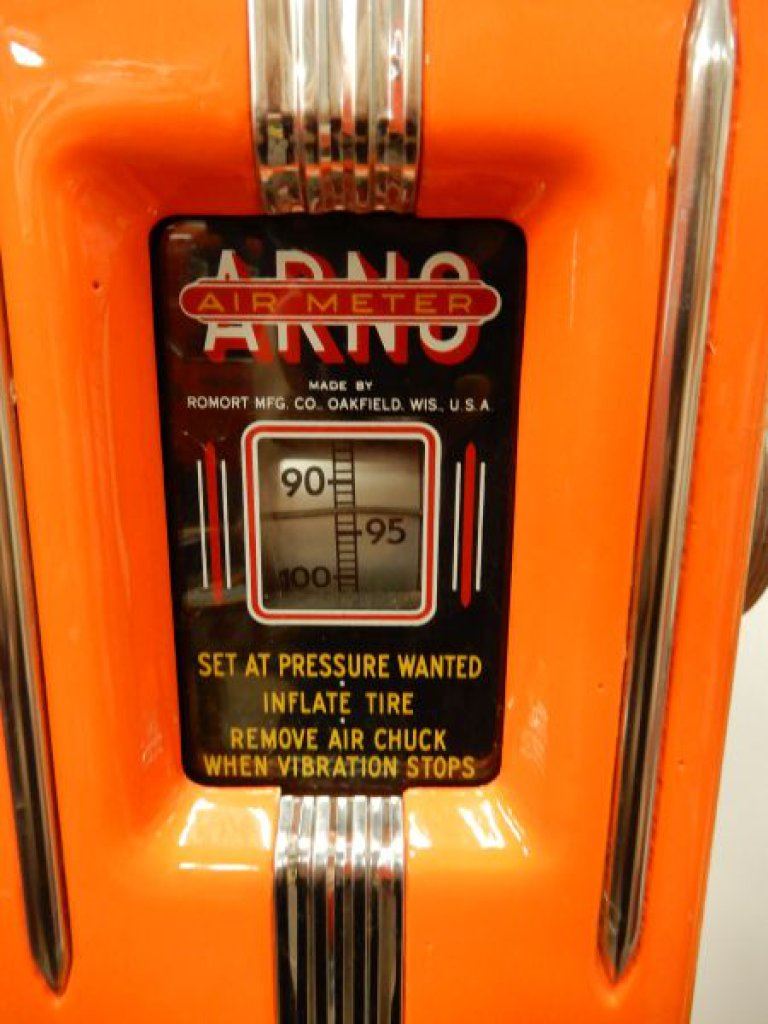 ARNO
AIR METER
MADE BY
ROMORT MFG. CO., OAKFIELD, WIS., U.S.A.
90
95
100
SET AT PRESSURE WANTED
INFLATE TIRE
REMOVE AIR CHUCK
WHEN VIBRATION STOPS